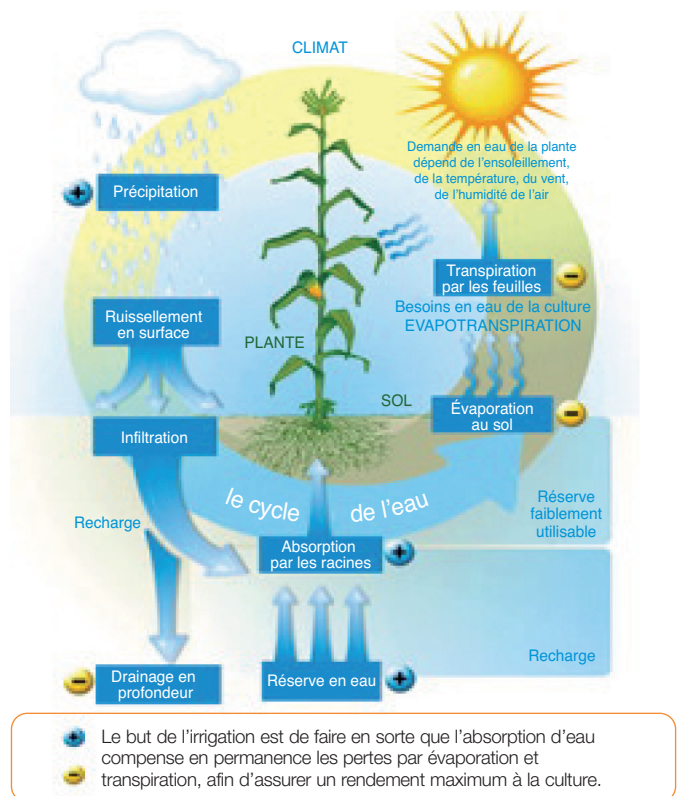 CLIMAT
Demande en eau de la plante
dépend de l'ensoleillement,
de la température, du vent,
de l'humidité de l'air
+
Précipitation
Transpiration
par les feuilles
–
Ruissellement
en surface
Besoins en eau de la culture
EVAPOTRANSPIRATION
PLANTE
SOL
Évaporation
au sol
–
Infiltration
le cycle de l'eau
Réserve
faiblement
utilisable
Recharge
Absorption
par les racines
+
Recharge
–
Drainage en
profondeur
Réserve en eau
+
+ Le but de l'irrigation est de faire en sorte que l'absorption d'eau
compense en permanence les pertes par évaporation et
– transpiration, afin d'assurer un rendement maximum à la culture.